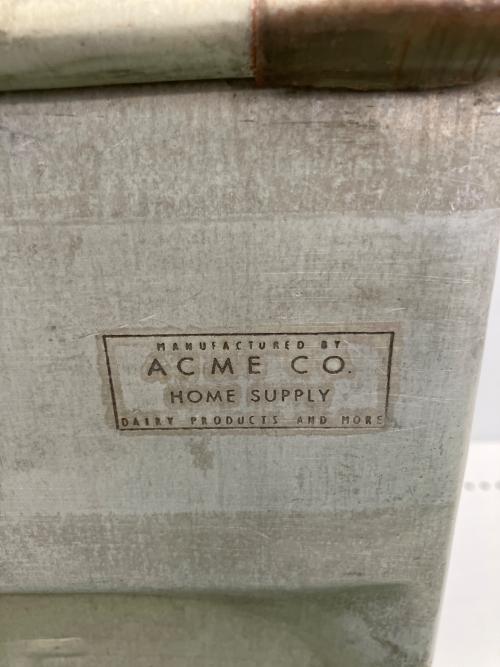 MANUFACTURED BY
ACME CO.
HOME SUPPLY
DAIRY PRODUCTS AND MORE